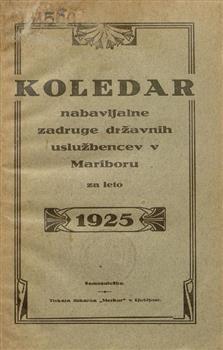 KOLEDAR
nabavljalne
zadruge državnih
uslužbencev v
Mariboru
za leto
1925
Samozaložba.
Tiskala tiskarna „Merkur“ v Ljubljani.